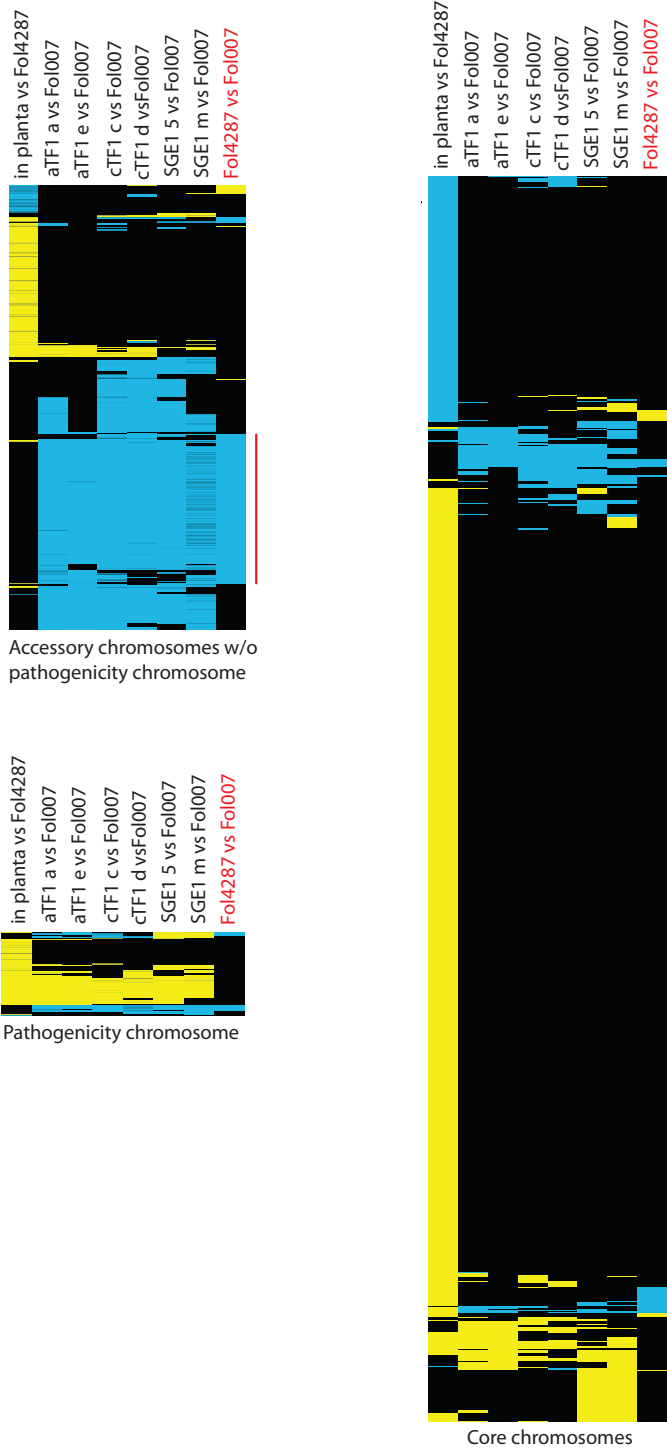 in planta vs Fol4287
aTF1 a vs Fol007
aTF1 e vs Fol007
cTF1 c vs Fol007
cTF1 d vsFol007
SGE1 5 vs Fol007
SGE1 m vs Fol007
Fol4287 vs Fol007
Accessory chromosomes w/o
pathogenicity chromosome
in planta vs Fol4287
aTF1 a vs Fol007
aTF1 e vs Fol007
cTF1 c vs Fol007
cTF1 d vsFol007
SGE1 5 vs Fol007
SGE1 m vs Fol007
Fol4287 vs Fol007
Pathogenicity chromosome
in planta vs Fol4287
aTF1 a vs Fol007
aTF1 e vs Fol007
cTF1 c vs Fol007
cTF1 d vsFol007
SGE1 5 vs Fol007
SGE1 m vs Fol007
Fol4287 vs Fol007
Core chromosomes